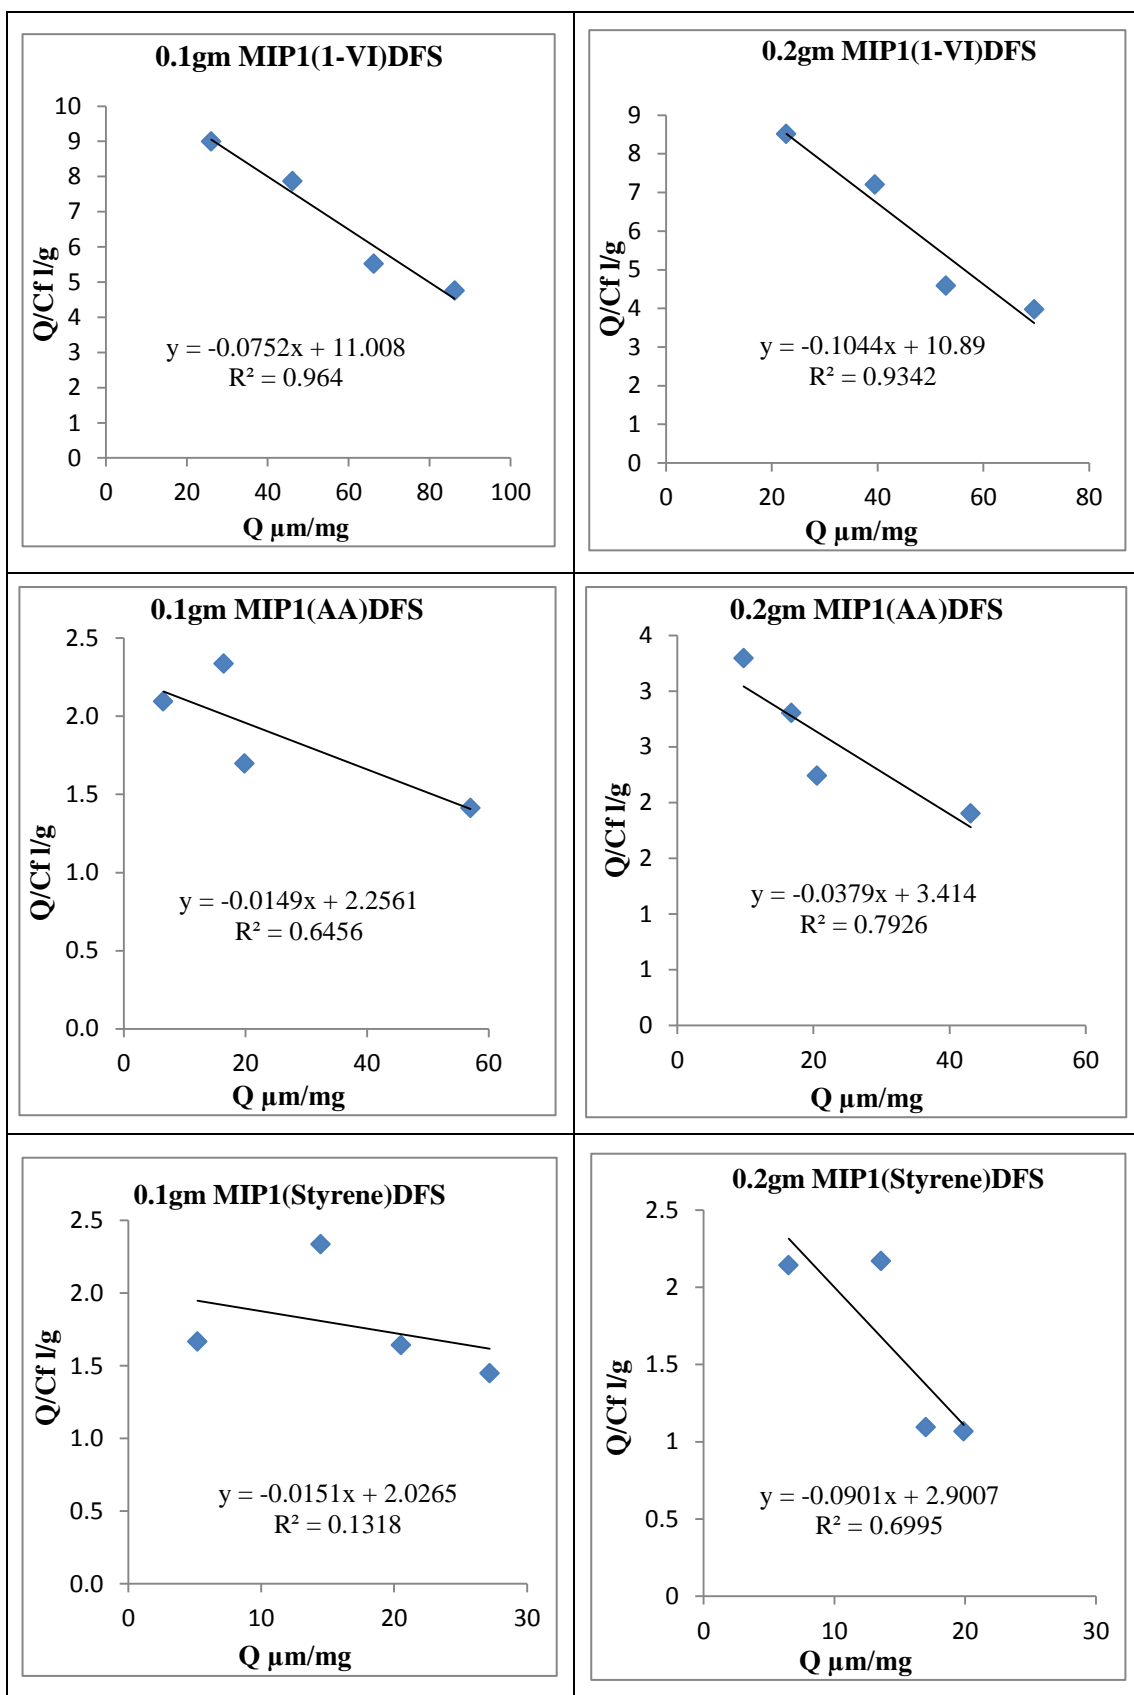 0.1gm MIP1(1-VI)DFS
10
9
8
7
6
5
4
3
2
1
0
Q/Cf l/g
y = -0.0752x + 11.008
R² = 0.964
0 20 40 60 80 100
Q µm/mg
0.2gm MIP1(1-VI)DFS
9
8
7
6
5
4
3
2
1
0
Q/Cf l/g
y = -0.1044x + 10.89
R² = 0.9342
0 20 40 60 80
Q µm/mg
0.1gm MIP1(AA)DFS
2.5
2.0
1.5
1.0
0.5
0.0
Q/Cf l/g
y = -0.0149x + 2.2561
R² = 0.6456
0 20 40 60
Q µm/mg
0.2gm MIP1(AA)DFS
4
3
3
2
2
1
1
0
Q/Cf l/g
y = -0.0379x + 3.414
R² = 0.7926
0 20 40 60
Q µm/mg
0.1gm MIP1(Styrene)DFS
2.5
2.0
1.5
1.0
0.5
0.0
Q/Cf l/g
y = -0.0151x + 2.0265
R² = 0.1318
0 10 20 30
Q µm/mg
0.2gm MIP1(Styrene)DFS
2.5
2
1.5
1
0.5
0
Q/Cf l/g
y = -0.0901x + 2.9007
R² = 0.6995
0 10 20 30
Q µm/mg